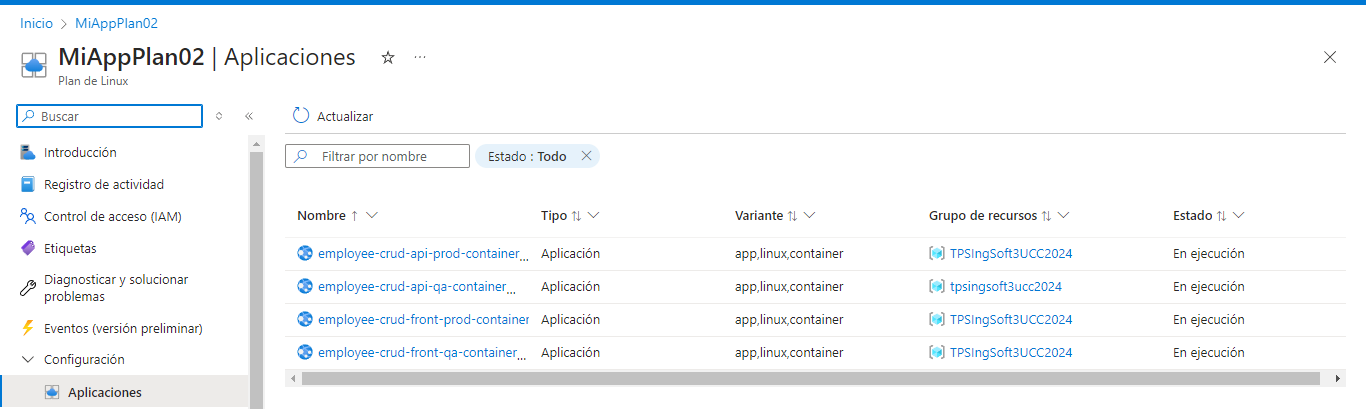 Inicio > MiAppPlan02
MiAppPlan02 | Aplicaciones
Plan de Linux
Buscar
Introducción
Registro de actividad
Control de acceso (IAM)
Etiquetas
Diagnosticar y solucionar
problemas
Eventos (versión preliminar)
Configuración
Aplicaciones
Actualizar
Filtrar por nombre
Estado : Todo
Nombre Tipo Variante Grupo de recursos Estado
employee-crud-api-prod-container... Aplicación app,linux,container TPSIngSoft3UCC2024 En ejecución
employee-crud-api-qa-container... Aplicación app,linux,container tpsingsoft3ucc2024 En ejecución
employee-crud-front-prod-container Aplicación app,linux,container TPSIngSoft3UCC2024 En ejecución
employee-crud-front-qa-container... Aplicación app,linux,container TPSIngSoft3UCC2024 En ejecución